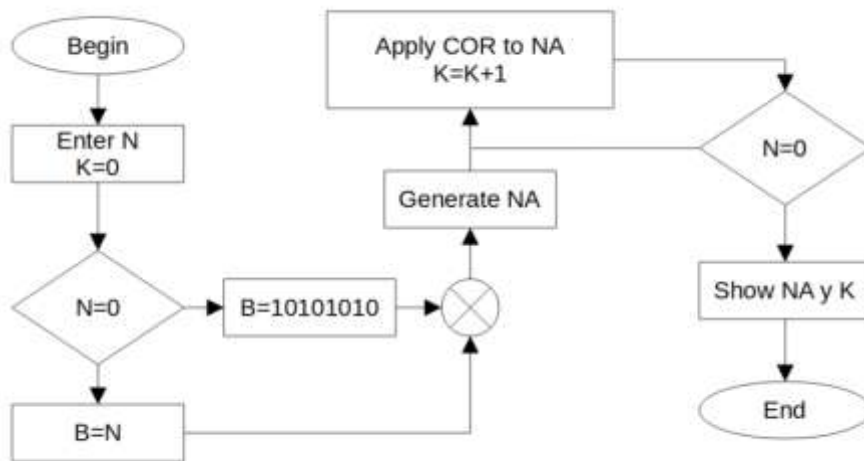 Begin
Enter N
K=0
N=0
B=10101010
B=N
Generate NA
Apply COR to NA
K=K+1
N=0
Show NA y K
End